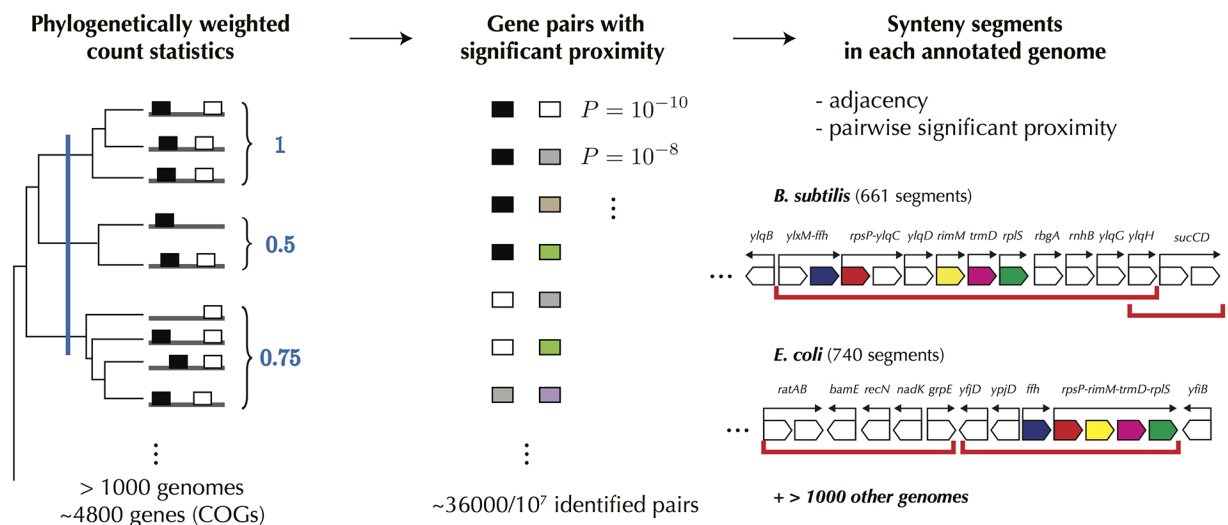 Phylogenetically weighted
count statistics
1
0.5
0.75
⋮
> 1000 genomes
~4800 genes (COGs)
Gene pairs with
significant proximity
P = 10⁻¹⁰
P = 10⁻⁸
⋮
⋮
~36000/10⁷ identified pairs
Synteny segments
in each annotated genome
- adjacency
- pairwise significant proximity
B. subtilis (661 segments)
ylqB ylxM-ffh rpsP-ylqC ylqD rimM trmD rplS rbgA rnhB ylqG ylqH sucCD
...
E. coli (740 segments)
ratAB bamE recN nadK grpE yfjD ypjD ffh rpsP-rimM-trmD-rplS yfiB
...
+ > 1000 other genomes